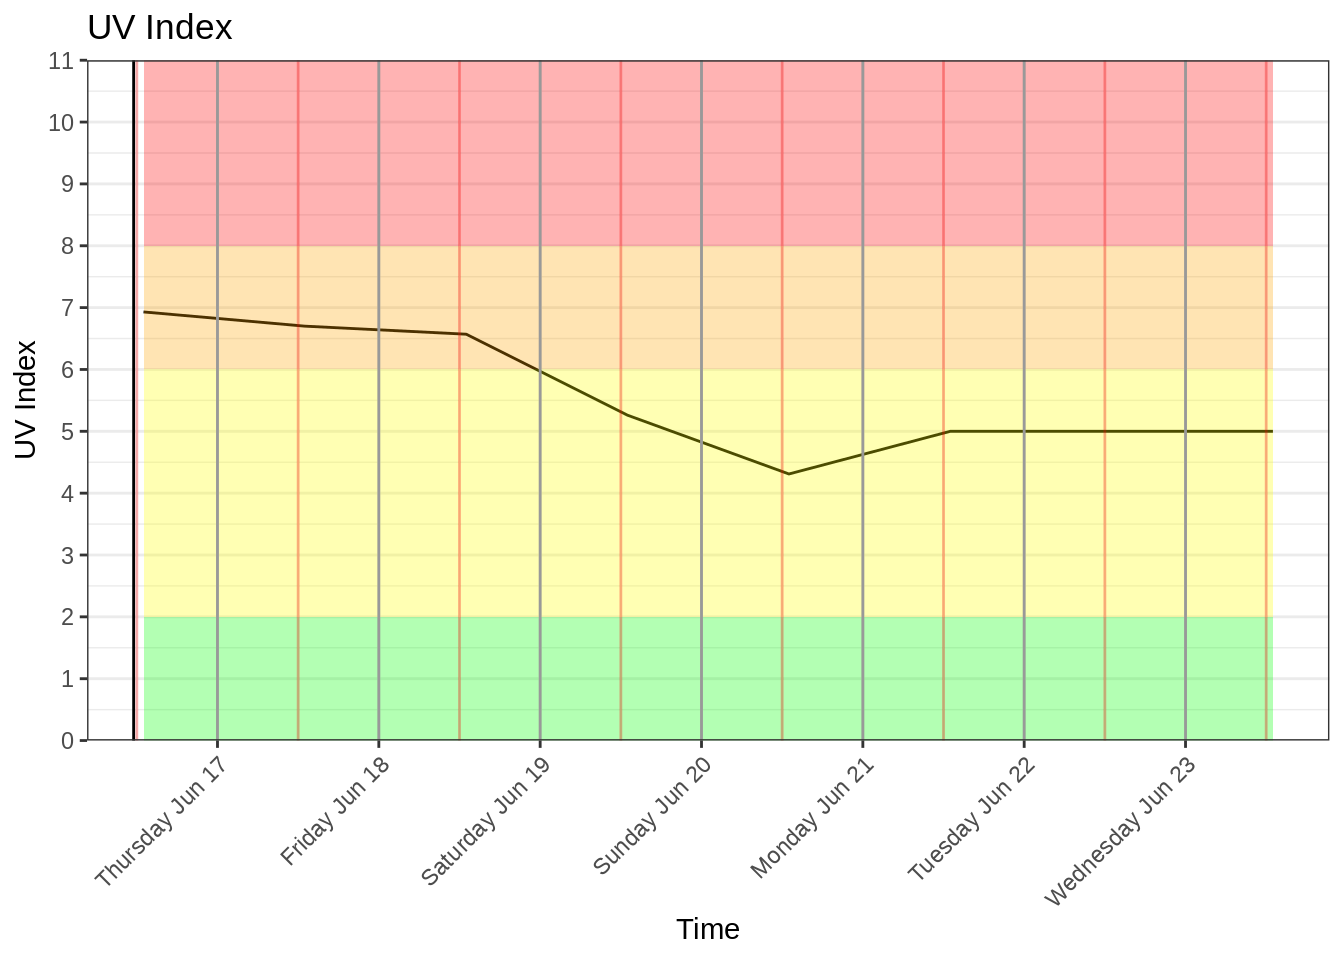 UV Index
11
10
9
8
7
6
5
4
3
2
1
0
UV Index
Thursday Jun 17
Friday Jun 18
Saturday Jun 19
Sunday Jun 20
Monday Jun 21
Tuesday Jun 22
Wednesday Jun 23
Time